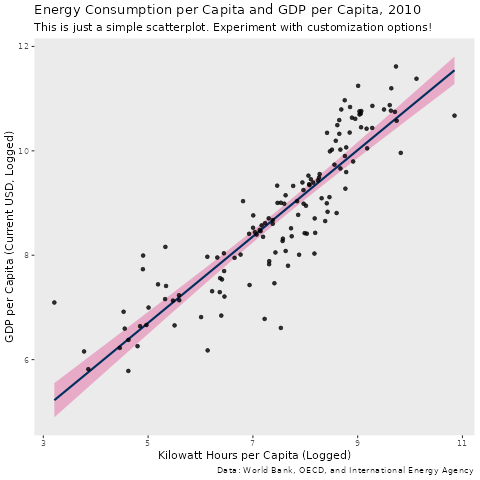 Energy Consumption per Capita and GDP per Capita, 2010
This is just a simple scatterplot. Experiment with customization options!
GDP per Capita (Current USD, Logged)
12
10
8
6
3
5
7
9
11
Kilowatt Hours per Capita (Logged)
Data: World Bank, OECD, and International Energy Agency